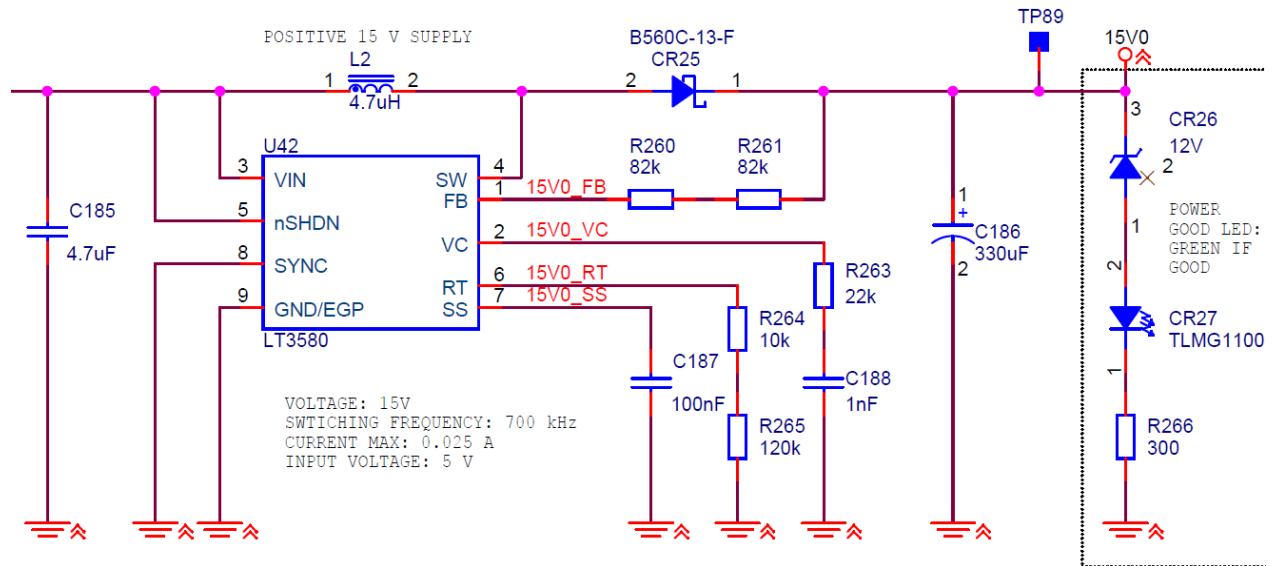 TP89
POSITIVE 15 V SUPPLY
B560C-13-F
15V0
L2
CR25
1
2
2
1
4.7uH
3
CR26
12V
2
U42
R260
82k
R261
82k
3
VIN
SW
4
FB
1
15V0_FB
C185
4.7uF
5
nSHDN
VC
2
15V0_VC
1
+
C186
330uF
2
1
POWER
GOOD LED:
GREEN IF
GOOD
8
SYNC
RT
6
15V0_RT
R263
22k
2
9
GND/EGP
SS
7
15V0_SS
LT3580
R264
10k
CR27
TLMG1100
C187
100nF
C188
1nF
1
VOLTAGE: 15V
SWTICHING FREQUENCY: 700 kHz
CURRENT MAX: 0.025 A
INPUT VOLTAGE: 5 V
R265
120k
R266
300